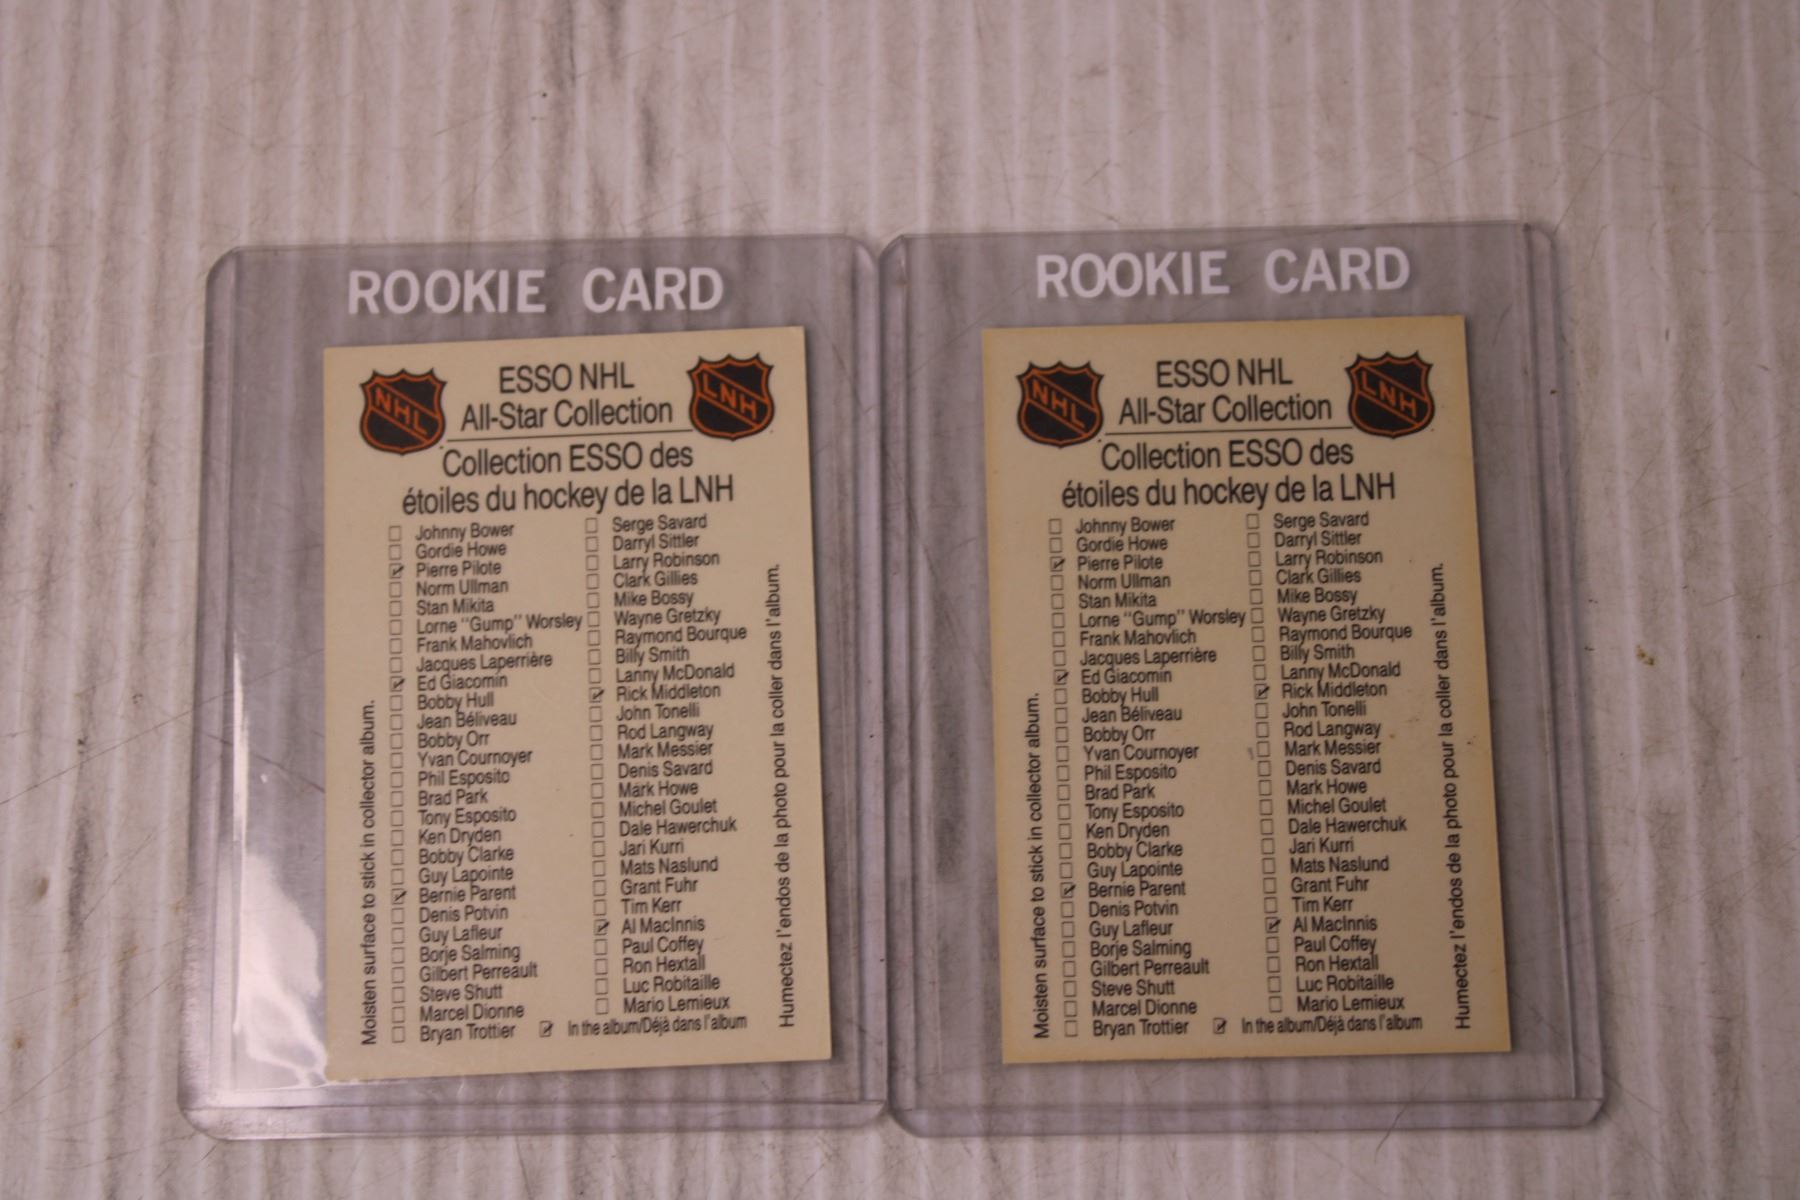 ROOKIE CARD
NHL
ESSO NHL
All-Star Collection
LNH
Collection ESSO des
étoiles du hockey de la LNH
☐ Johnny Bower
☐ Gordie Howe
☑ Pierre Pilote
☐ Norm Ullman
☐ Stan Mikita
☐ Lorne "Gump" Worsley
☐ Frank Mahovlich
☐ Jacques Laperrière
☑ Ed Giacomin
☐ Bobby Hull
☐ Jean Béliveau
☐ Bobby Orr
☐ Yvan Cournoyer
☐ Phil Esposito
☐ Brad Park
☐ Tony Esposito
☐ Ken Dryden
☐ Bobby Clarke
☐ Guy Lapointe
☑ Bernie Parent
☐ Denis Potvin
☐ Guy Lafleur
☐ Borje Salming
☐ Gilbert Perreault
☐ Steve Shutt
☐ Marcel Dionne
☐ Bryan Trottier
☐ Serge Savard
☐ Darryl Sittler
☐ Larry Robinson
☐ Clark Gillies
☐ Mike Bossy
☐ Wayne Gretzky
☐ Raymond Bourque
☐ Billy Smith
☐ Lanny McDonald
☑ Rick Middleton
☐ John Tonelli
☐ Rod Langway
☐ Mark Messier
☐ Denis Savard
☐ Mark Howe
☐ Michel Goulet
☐ Dale Hawerchuk
☐ Jari Kurri
☐ Mats Naslund
☐ Grant Fuhr
☐ Tim Kerr
☑ Al MacInnis
☐ Paul Coffey
☐ Ron Hextall
☐ Luc Robitaille
☐ Mario Lemieux
☑ In the album/Déjà dans l'album
Moisten surface to stick in collector album.
Humectez l'endos de la photo pour la coller dans l'album.
ROOKIE CARD
NHL
ESSO NHL
All-Star Collection
LNH
Collection ESSO des
étoiles du hockey de la LNH
☐ Johnny Bower
☐ Gordie Howe
☑ Pierre Pilote
☐ Norm Ullman
☐ Stan Mikita
☐ Lorne "Gump" Worsley
☐ Frank Mahovlich
☐ Jacques Laperrière
☑ Ed Giacomin
☐ Bobby Hull
☐ Jean Béliveau
☐ Bobby Orr
☐ Yvan Cournoyer
☐ Phil Esposito
☐ Brad Park
☐ Tony Esposito
☐ Ken Dryden
☐ Bobby Clarke
☐ Guy Lapointe
☑ Bernie Parent
☐ Denis Potvin
☐ Guy Lafleur
☐ Borje Salming
☐ Gilbert Perreault
☐ Steve Shutt
☐ Marcel Dionne
☐ Bryan Trottier
☐ Serge Savard
☐ Darryl Sittler
☐ Larry Robinson
☐ Clark Gillies
☐ Mike Bossy
☐ Wayne Gretzky
☐ Raymond Bourque
☐ Billy Smith
☐ Lanny McDonald
☑ Rick Middleton
☐ John Tonelli
☐ Rod Langway
☐ Mark Messier
☐ Denis Savard
☐ Mark Howe
☐ Michel Goulet
☐ Dale Hawerchuk
☐ Jari Kurri
☐ Mats Naslund
☐ Grant Fuhr
☐ Tim Kerr
☑ Al MacInnis
☐ Paul Coffey
☐ Ron Hextall
☐ Luc Robitaille
☐ Mario Lemieux
☑ In the album/Déjà dans l'album
Moisten surface to stick in collector album.
Humectez l'endos de la photo pour la coller dans l'album.